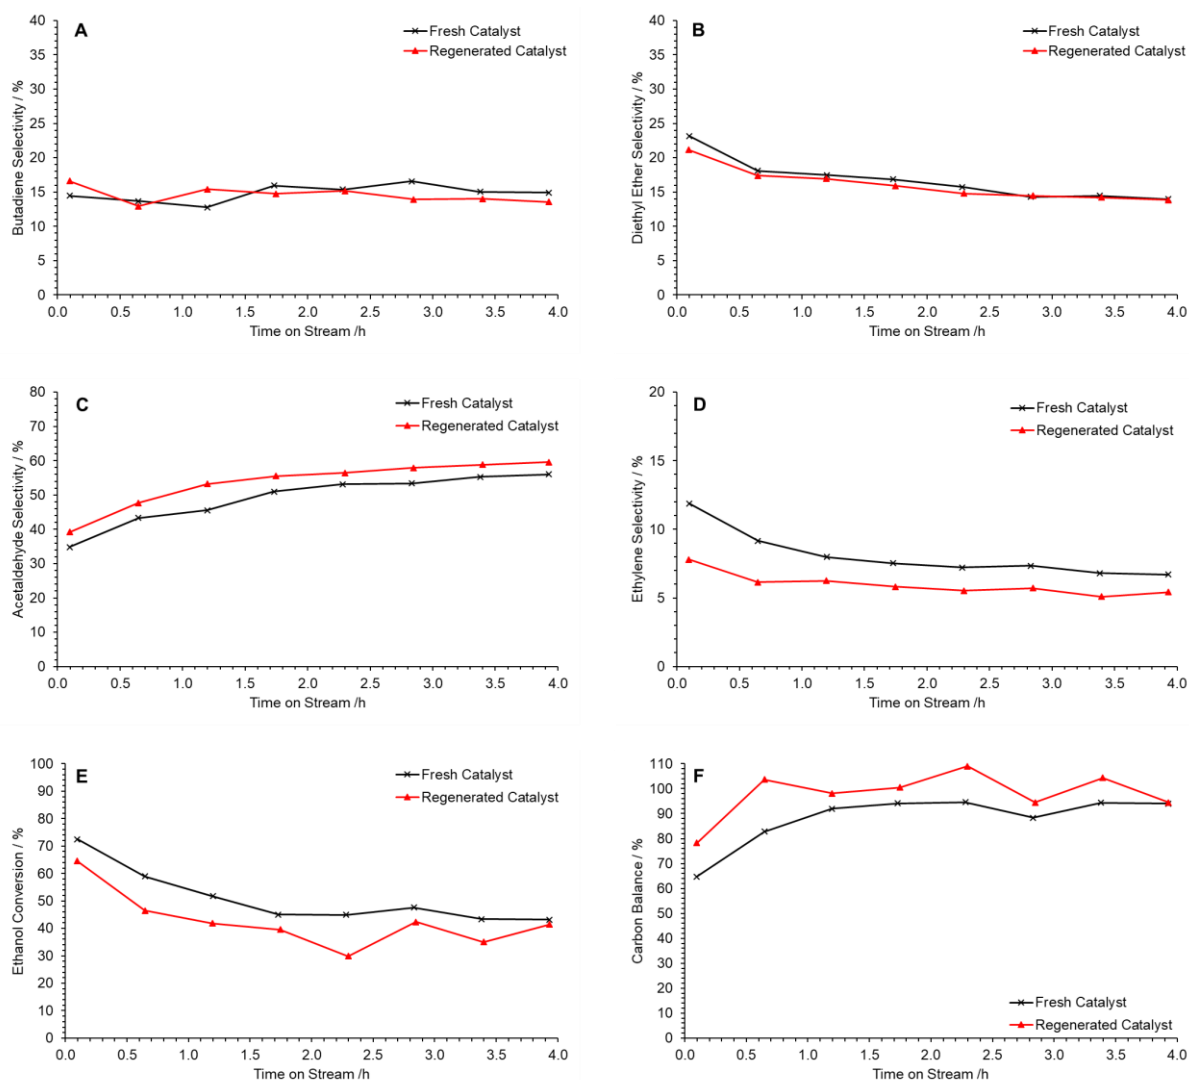 A
Fresh Catalyst
Regenerated Catalyst
Butadiene Selectivity / %
40
35
30
25
20
15
10
5
0
0.0 0.5 1.0 1.5 2.0 2.5 3.0 3.5 4.0
Time on Stream /h
B
Fresh Catalyst
Regenerated Catalyst
Diethyl Ether Selectivity / %
40
35
30
25
20
15
10
5
0
0.0 0.5 1.0 1.5 2.0 2.5 3.0 3.5 4.0
Time on Stream /h
C
Fresh Catalyst
Regenerated Catalyst
Acetaldehyde Selectivity / %
80
70
60
50
40
30
20
10
0
0.0 0.5 1.0 1.5 2.0 2.5 3.0 3.5 4.0
Time on Stream /h
D
Fresh Catalyst
Regenerated Catalyst
Ethylene Selectivity / %
20
15
10
5
0
0.0 0.5 1.0 1.5 2.0 2.5 3.0 3.5 4.0
Time on Stream /h
E
Fresh Catalyst
Regenerated Catalyst
Ethanol Conversion / %
100
90
80
70
60
50
40
30
20
10
0
0.0 0.5 1.0 1.5 2.0 2.5 3.0 3.5 4.0
Time on Stream /h
F
Carbon Balance / %
110
100
90
80
70
60
50
40
30
20
10
0
Fresh Catalyst
Regenerated Catalyst
0.0 0.5 1.0 1.5 2.0 2.5 3.0 3.5 4.0
Time on Stream /h